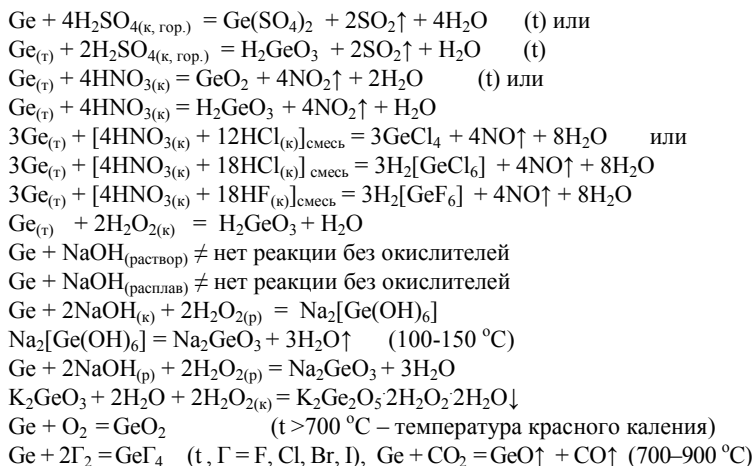 Ge + 4H₂SO₄₍к, гор.₎ = Ge(SO₄)₂ + 2SO₂↑ + 4H₂O (t) или
Ge₍т₎ + 2H₂SO₄₍к, гор.₎ = H₂GeO₃ + 2SO₂↑ + H₂O (t)
Ge₍т₎ + 4HNO₃₍к₎ = GeO₂ + 4NO₂↑ + 2H₂O (t) или
Ge₍т₎ + 4HNO₃₍к₎ = H₂GeO₃ + 4NO₂↑ + H₂O
3Ge₍т₎ + [4HNO₃₍к₎ + 12HCl₍к₎]смесь = 3GeCl₄ + 4NO↑ + 8H₂O или
3Ge₍т₎ + [4HNO₃₍к₎ + 18HCl₍к₎] смесь = 3H₂[GeCl₆] + 4NO↑ + 8H₂O
3Ge₍т₎ + [4HNO₃₍к₎ + 18HF₍к₎]смесь = 3H₂[GeF₆] + 4NO↑ + 8H₂O
Ge₍т₎ + 2H₂O₂₍к₎ = H₂GeO₃ + H₂O
Ge + NaOH₍раствор₎ ≠ нет реакции без окислителей
Ge + NaOH₍расплав₎ ≠ нет реакции без окислителей
Ge + 2NaOH₍к₎ + 2H₂O₂₍р₎ = Na₂[Ge(OH)₆]
Na₂[Ge(OH)₆] = Na₂GeO₃ + 3H₂O↑ (100-150 °C)
Ge + 2NaOH₍р₎ + 2H₂O₂₍р₎ = Na₂GeO₃ + 3H₂O
K₂GeO₃ + 2H₂O + 2H₂O₂₍к₎ = K₂Ge₂O₅·2H₂O₂·2H₂O↓
Ge + O₂ = GeO₂ (t >700 °C – температура красного каления)
Ge + 2Г₂ = GeГ₄ (t , Г = F, Cl, Br, I), Ge + CO₂ = GeO↑ + CO↑ (700–900 °C)